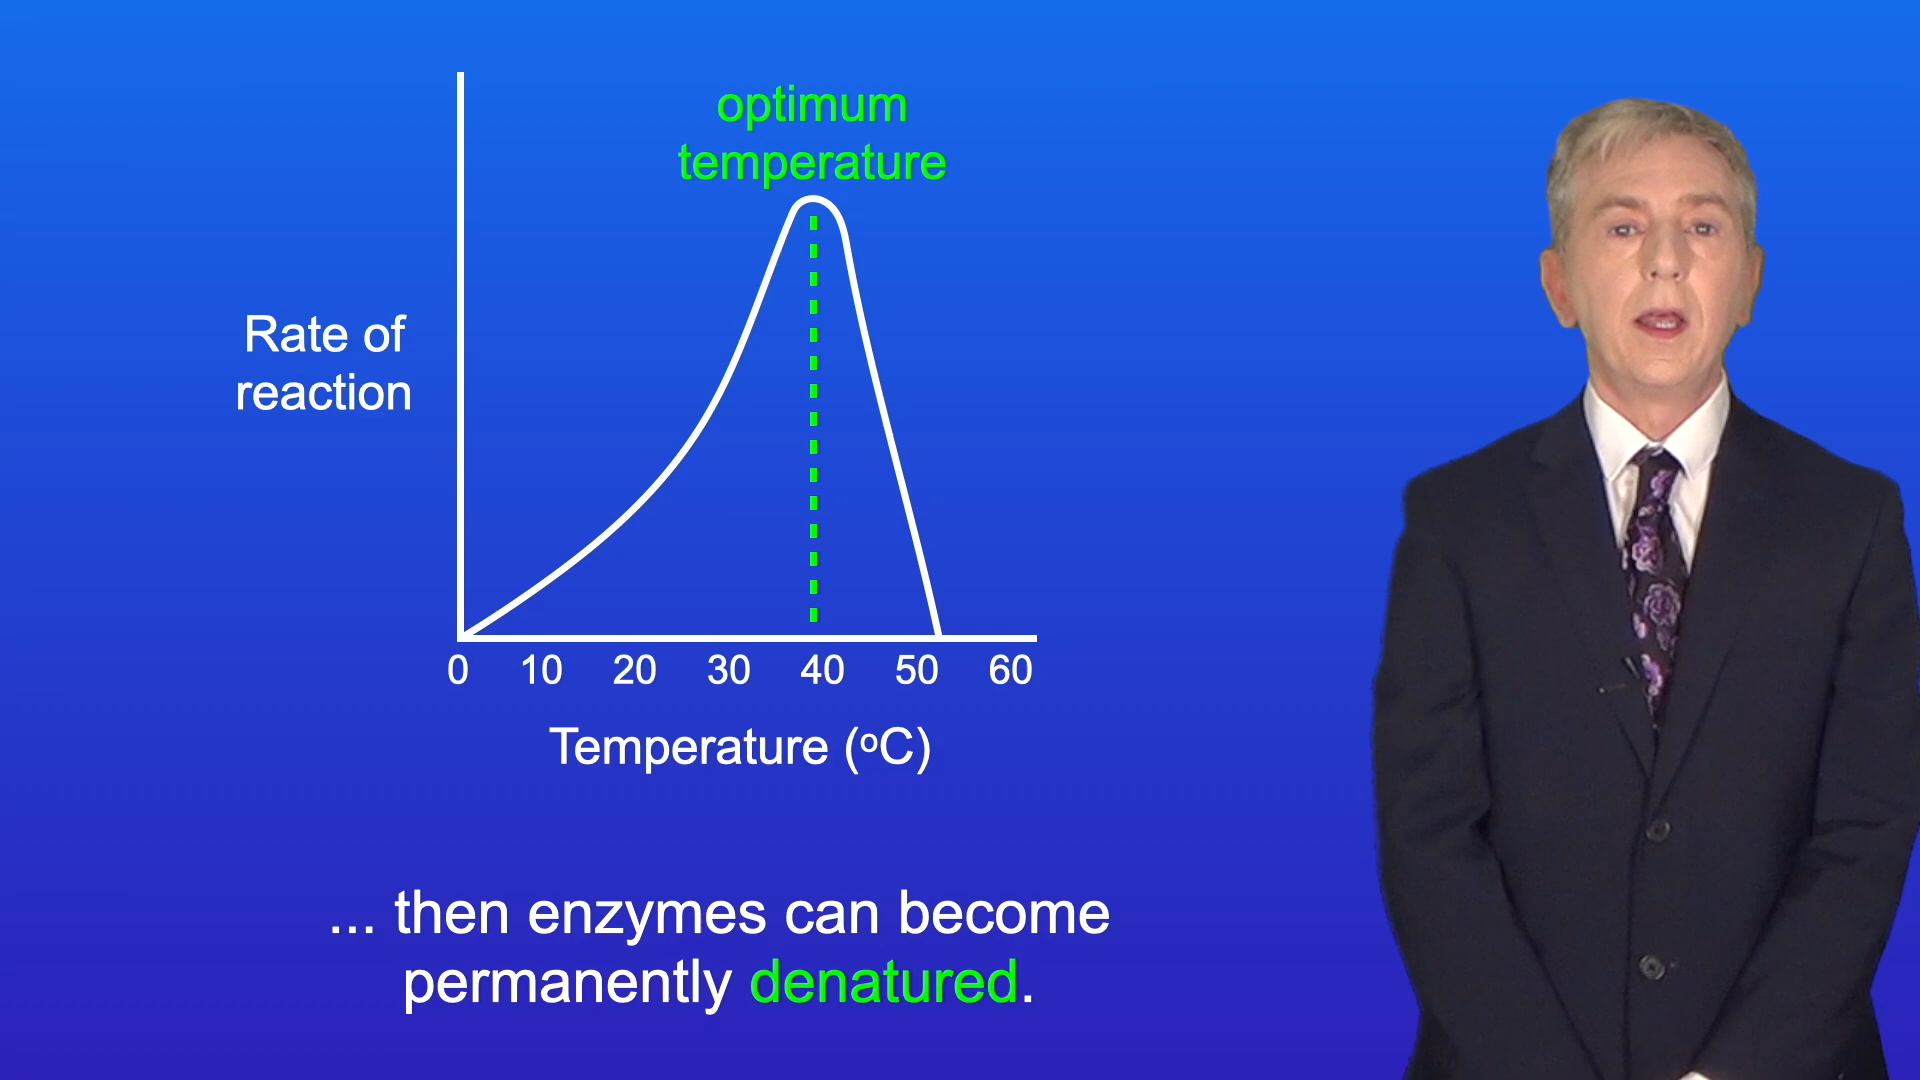 optimum
temperature
Rate of
reaction
0 10 20 30 40 50 60
Temperature (oC)
... then enzymes can become
permanently denatured.